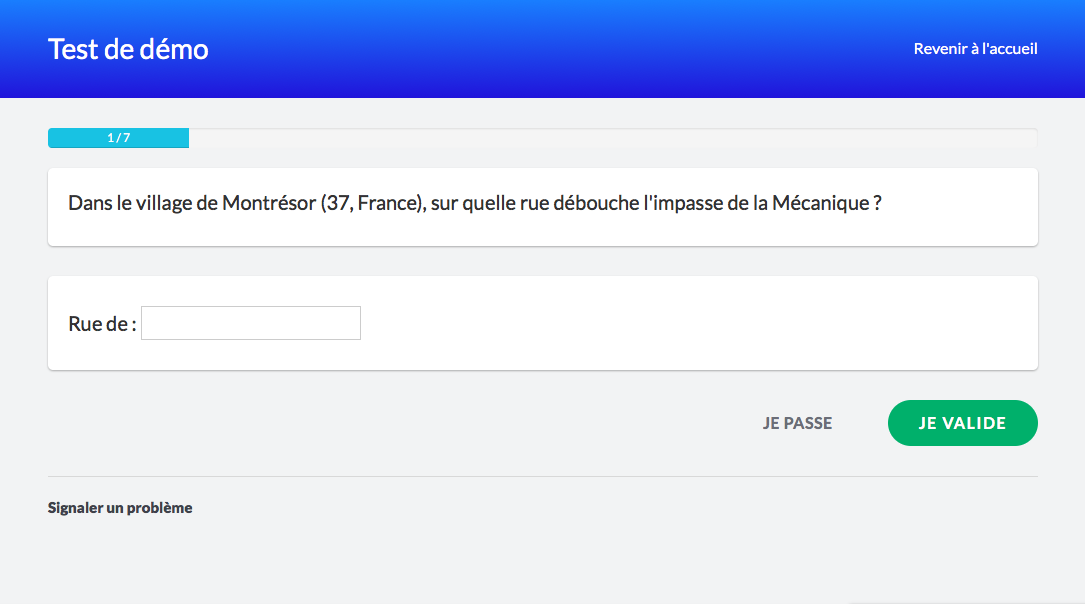 Test de démo
Revenir à l'accueil
1 / 7
Dans le village de Montrésor (37, France), sur quelle rue débouche l'impasse de la Mécanique ?
Rue de :
JE PASSE
JE VALIDE
Signaler un problème